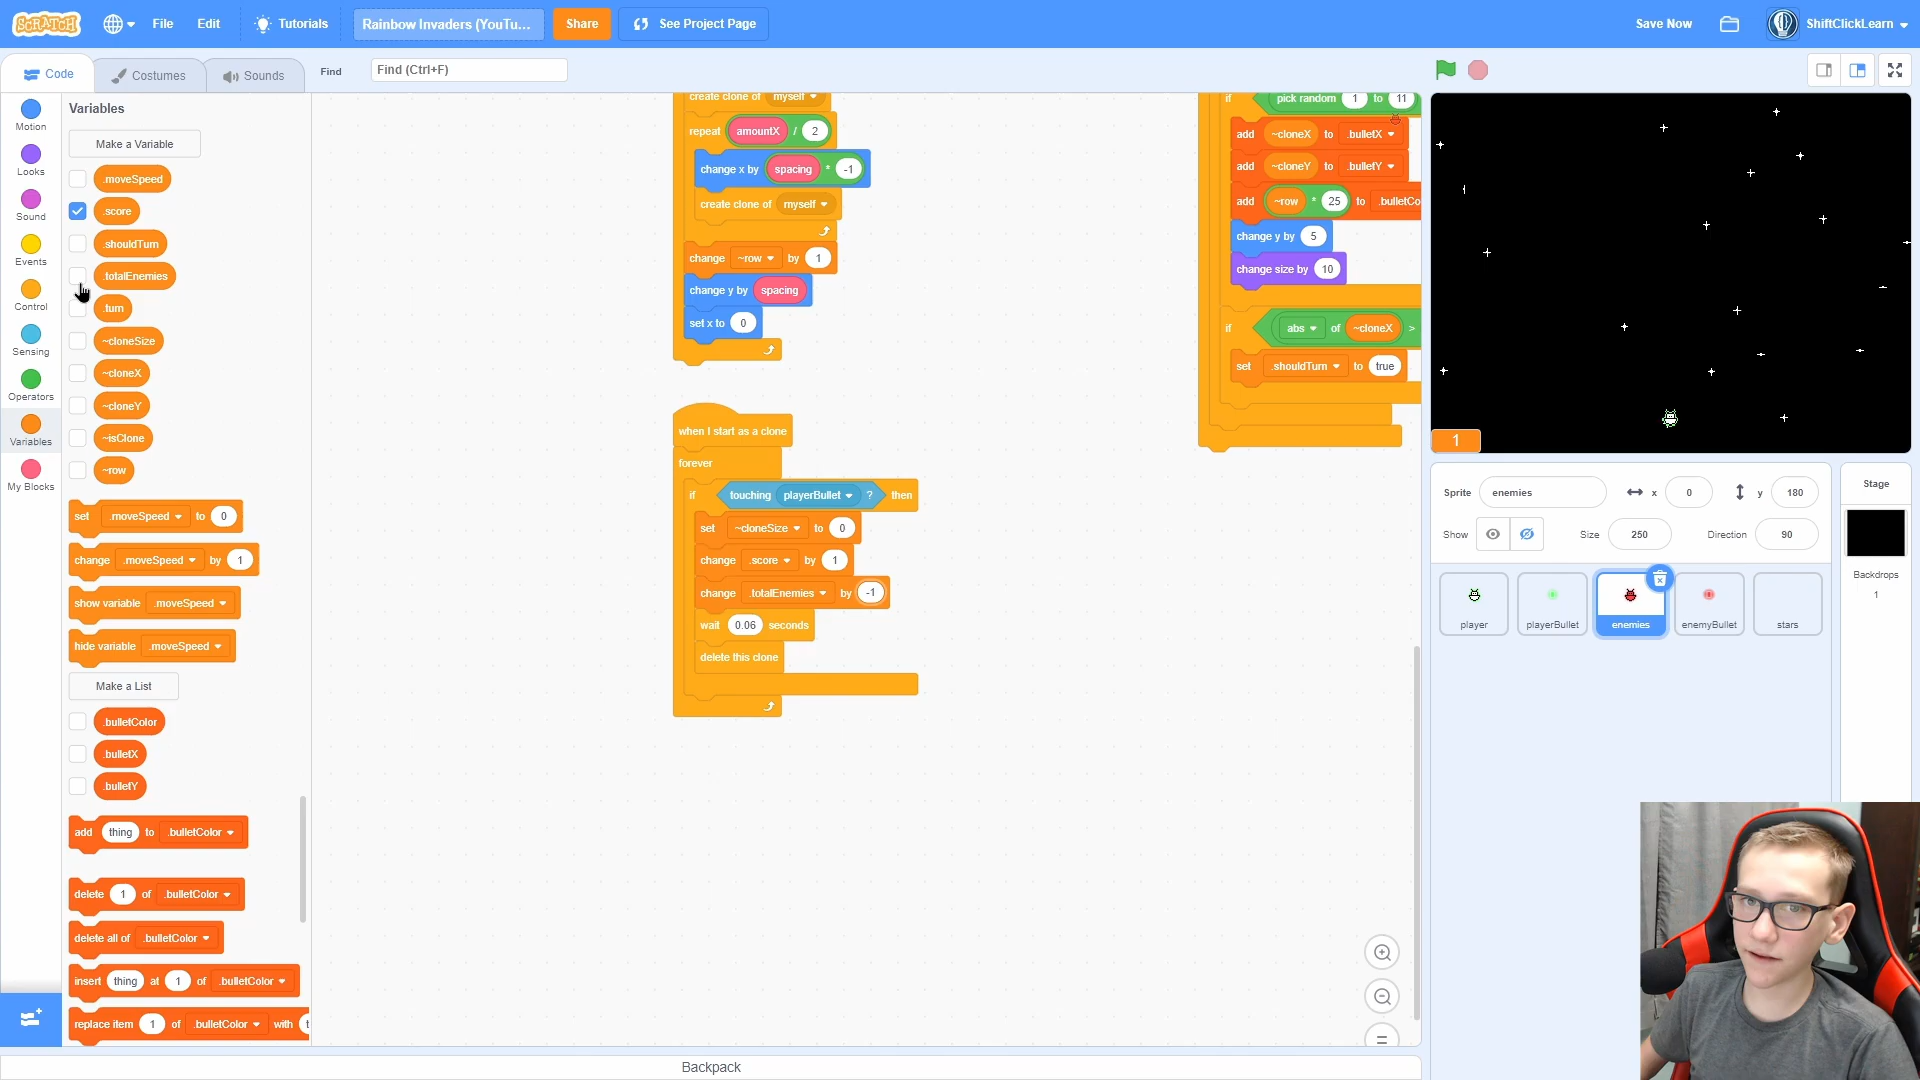 SCRATCH
File
Edit
Tutorials
Rainbow Invaders (YouTu...
Share
See Project Page
Save Now
ShiftClickLearn
Code
Costumes
Sounds
Find
Find (Ctrl+F)
Motion
Looks
Sound
Events
Control
Sensing
Operators
Variables
My Blocks
Variables
Make a Variable
.moveSpeed
.score
.shouldTurn
.totalEnemies
.turn
~cloneSize
~cloneX
~cloneY
~isClone
~row
set .moveSpeed to 0
change .moveSpeed by 1
show variable .moveSpeed
hide variable .moveSpeed
Make a List
.bulletColor
.bulletX
.bulletY
add thing to .bulletColor
delete 1 of .bulletColor
delete all of .bulletColor
insert thing at 1 of .bulletColor
replace item 1 of .bulletColor with t
create clone of myself
repeat amountX / 2
change x by spacing * -1
create clone of myself
change ~row by 1
change y by spacing
set x to 0
when I start as a clone
forever
if touching playerBullet ? then
set ~cloneSize to 0
change .score by 1
change .totalEnemies by -1
wait 0.06 seconds
delete this clone
if pick random 1 to 11
add ~cloneX to .bulletX
add ~cloneY to .bulletY
add ~row * 25 to .bulletCo
change y by 5
change size by 10
if abs of ~cloneX >
set .shouldTurn to true
1
Sprite enemies x 0 y 180
Show Size 250 Direction 90
player
playerBullet
enemies
enemyBullet
stars
Stage
Backdrops
1
Backpack